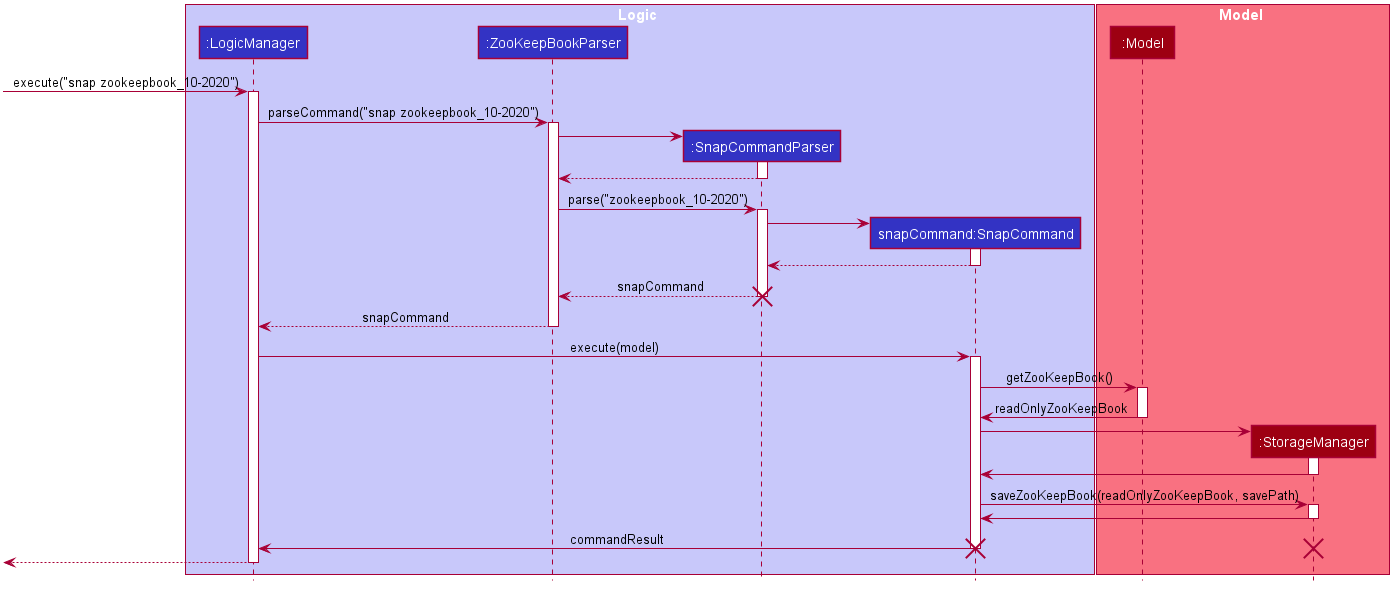 Logic
Model
:LogicManager
:ZooKeepBookParser
:Model
execute("snap zookeepbook_10-2020")
parseCommand("snap zookeepbook_10-2020")
:SnapCommandParser
parse("zookeepbook_10-2020")
snapCommand:SnapCommand
snapCommand
snapCommand
execute(model)
getZooKeepBook()
readOnlyZooKeepBook
:StorageManager
saveZooKeepBook(readOnlyZooKeepBook, savePath)
commandResult